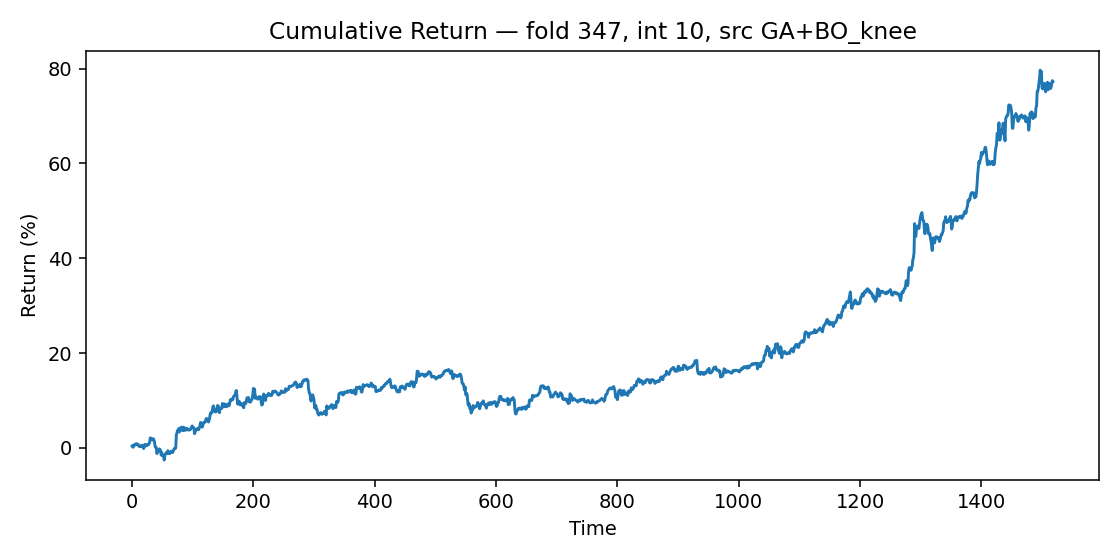 Cumulative Return — fold 347, int 10, src GA+BO_knee
80
60
40
20
0
Return (%)
0 200 400 600 800 1000 1200 1400
Time